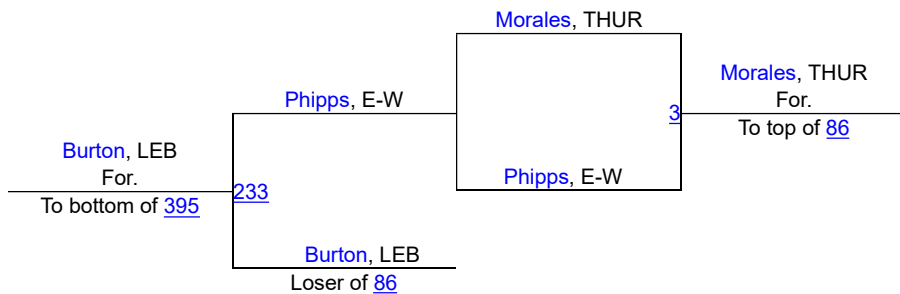 Morales, THUR
Morales, THUR
For.
To top of 86
3
Phipps, E-W
Phipps, E-W
Burton, LEB
For.
To bottom of 395
233
Burton, LEB
Loser of 86